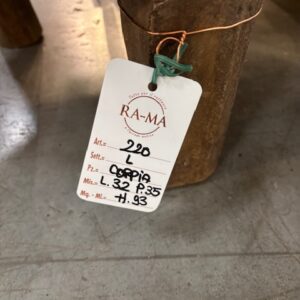 RA-MA
Art.= 220
Sett.= L
Pz.= COPPIA
Mis.= L.32 P.35
Mq. - Ml.= H.93